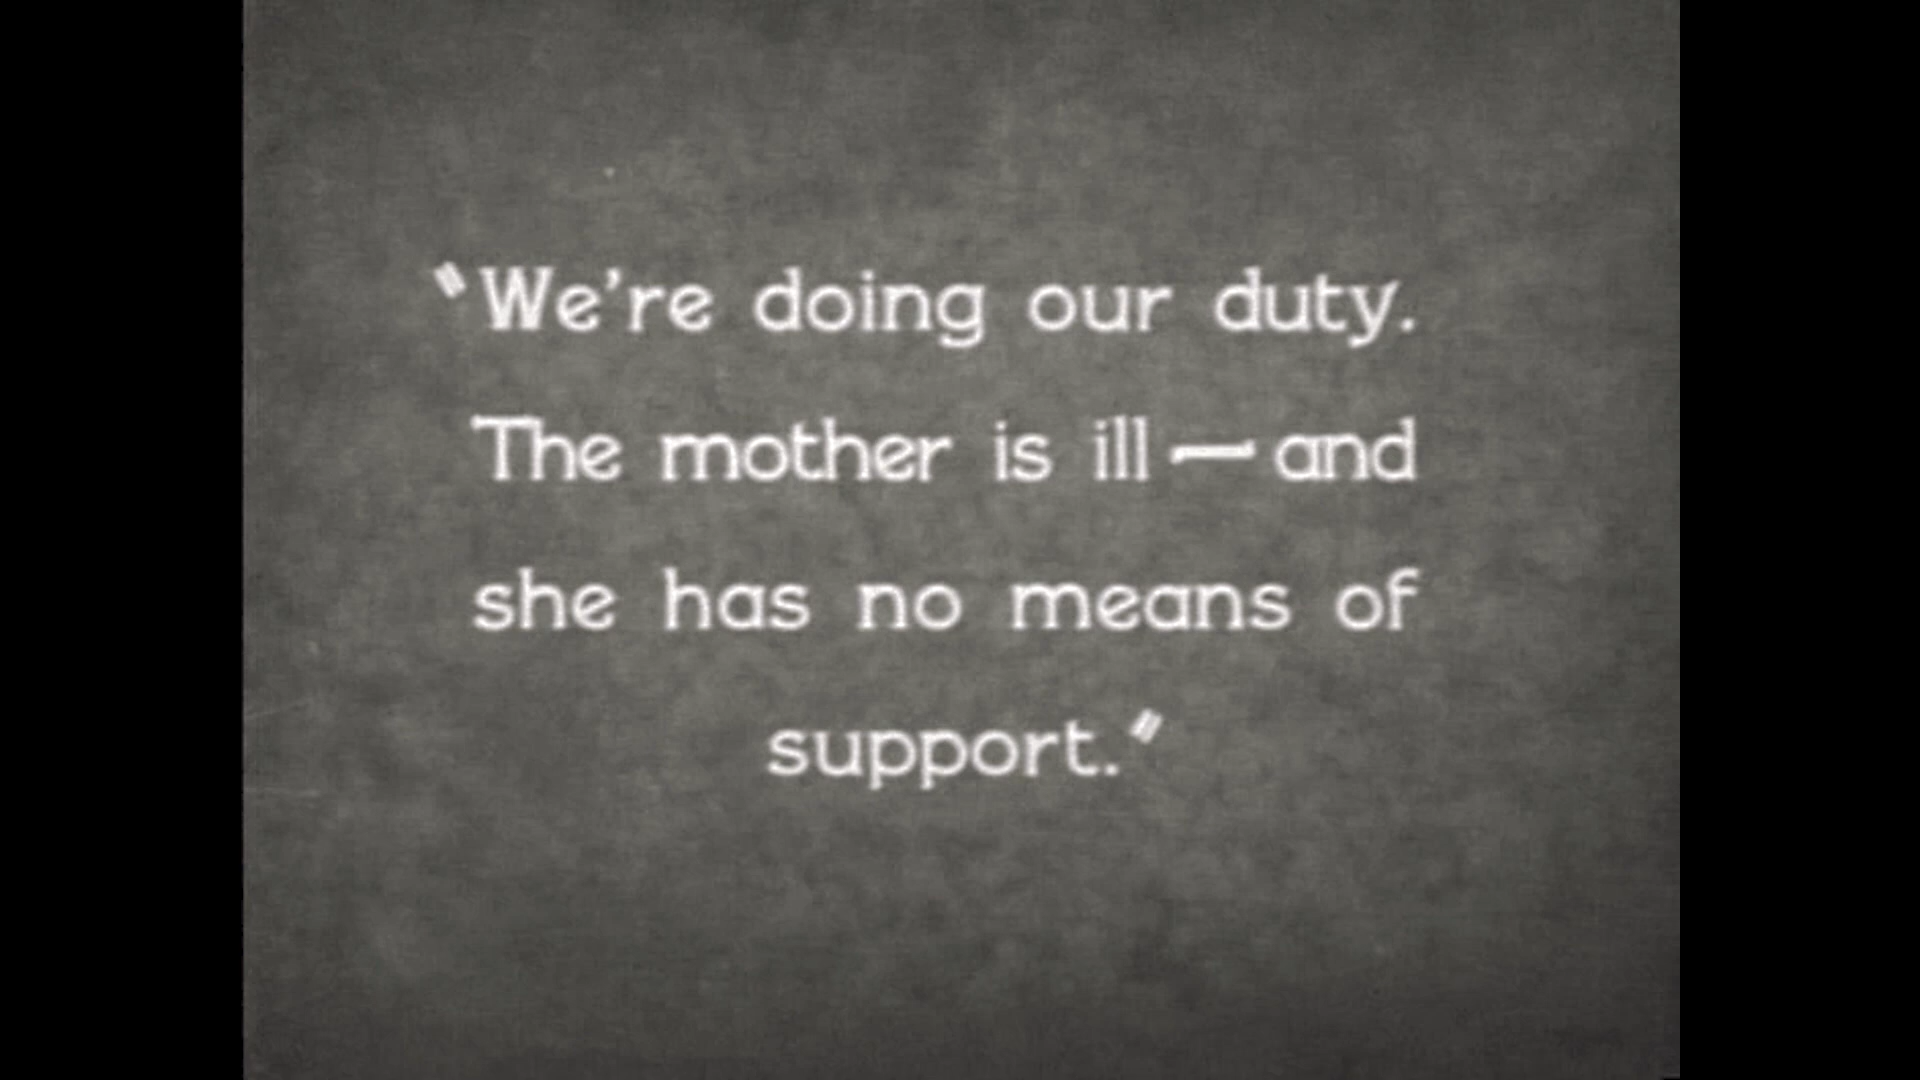 "We're doing our duty.
The mother is ill — and
she has no means of
support."